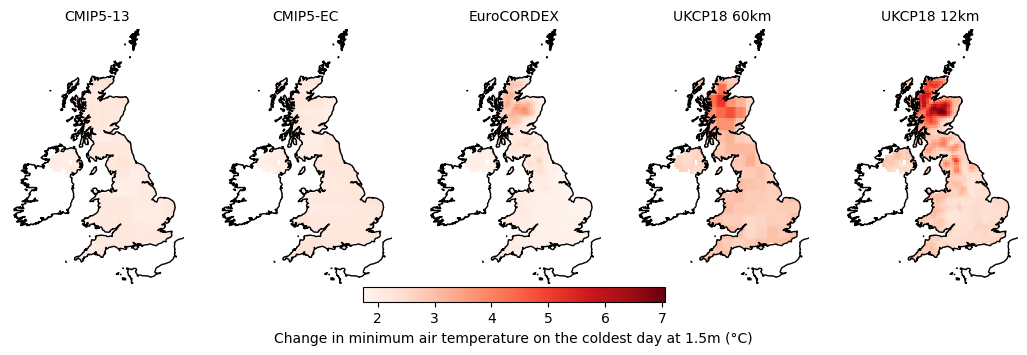 CMIP5-13 CMIP5-EC EuroCORDEX UKCP18 60km UKCP18 12km
2 3 4 5 6 7
Change in minimum air temperature on the coldest day at 1.5m (°C)